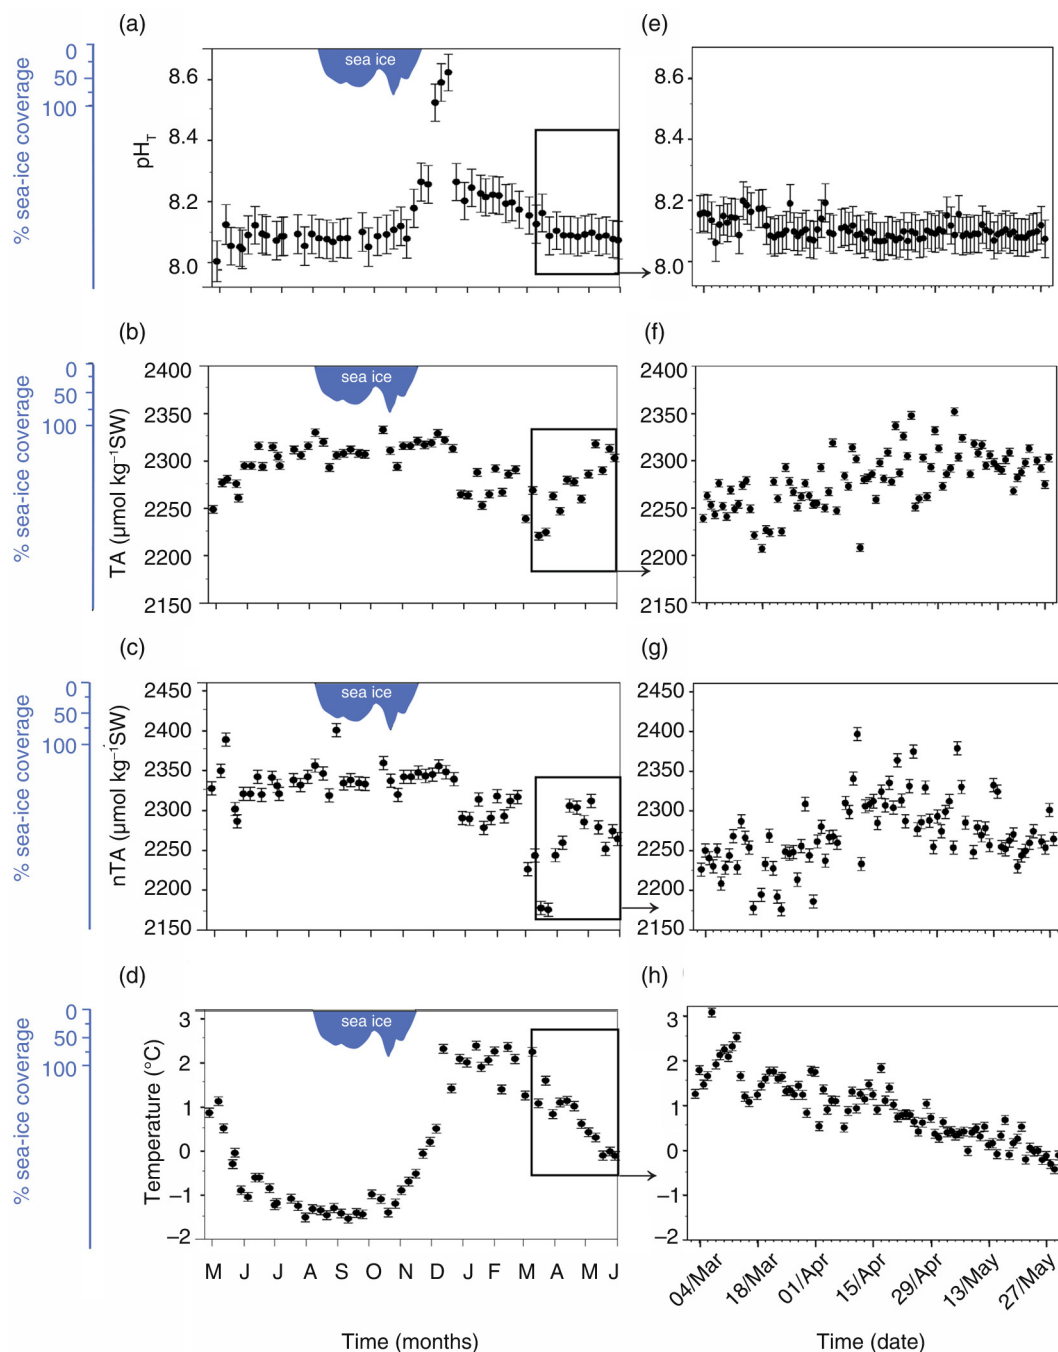 (a)
(e)
% sea-ice coverage
0
50
100
pH_T
8.6
8.4
8.2
8.0
sea ice
8.6
8.4
8.2
8.0
(b)
(f)
% sea-ice coverage
0
50
100
TA (μmol kg⁻¹SW)
2400
2350
2300
2250
2200
2150
sea ice
2400
2350
2300
2250
2200
2150
(c)
(g)
% sea-ice coverage
0
50
100
nTA (μmol kg⁻¹SW)
2450
2400
2350
2300
2250
2200
2150
sea ice
2450
2400
2350
2300
2250
2200
2150
(d)
(h)
% sea-ice coverage
0
50
100
Temperature (°C)
3
2
1
0
−1
−2
sea ice
3
2
1
0
−1
−2
M J J A S O N D J F M A M J
04/Mar 18/Mar 01/Apr 15/Apr 29/Apr 13/May 27/May
Time (months)
Time (date)